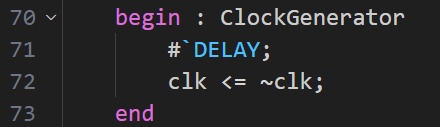 70 begin : ClockGenerator
71 #`DELAY;
72 clk <= ~clk;
73 end